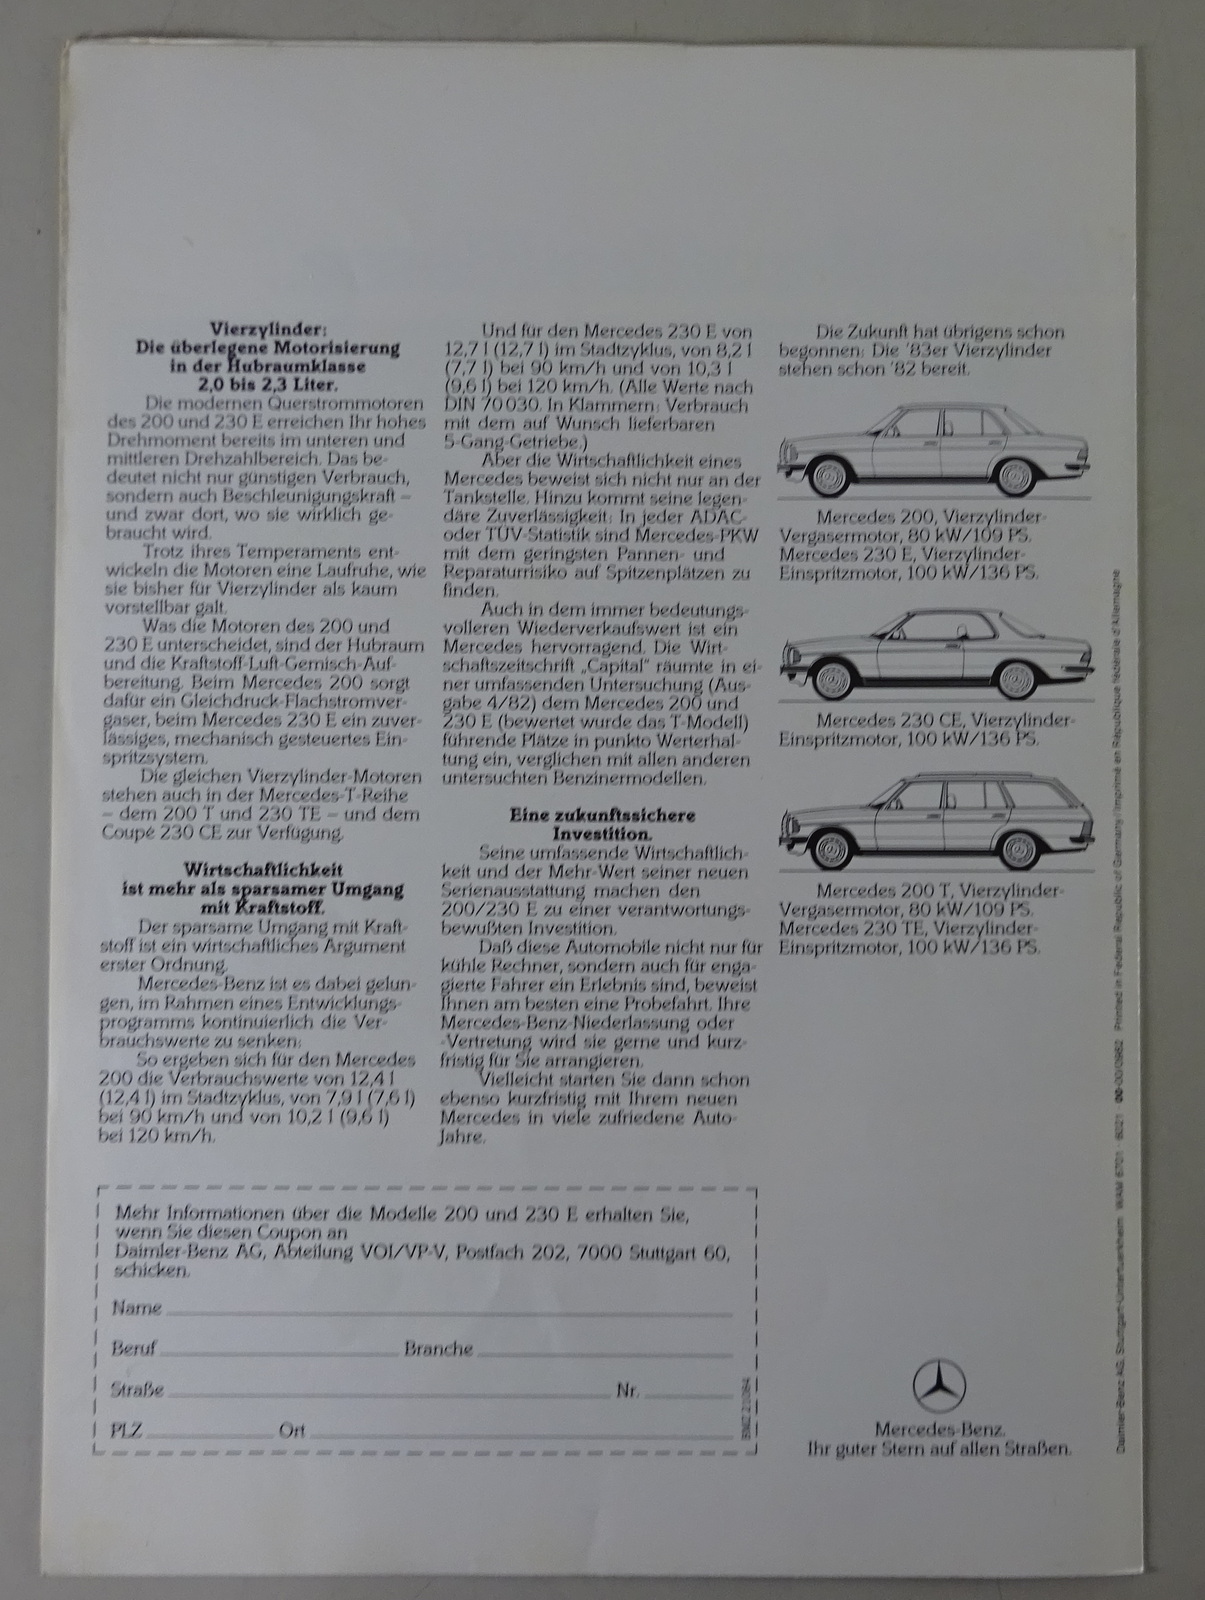 Vierzylinder:
Die überlegene Motorisierung
in der Hubraumklasse
2,0 bis 2,3 Liter.
Die modernen Querstrommotoren
des 200 und 230 E erreichen Ihr hohes
Drehmoment bereits im unteren und
mittleren Drehzahlbereich. Das be-
deutet nicht nur günstigen Verbrauch,
sondern auch Beschleunigungskraft –
und zwar dort, wo sie wirklich ge-
braucht wird.
Trotz ihres Temperaments ent-
wickeln die Motoren eine Laufruhe, wie
sie bisher für Vierzylinder als kaum
vorstellbar galt.
Was die Motoren des 200 und
230 E unterscheidet, sind der Hubraum
und die Kraftstoff-Luft-Gemisch-Auf-
bereitung. Beim Mercedes 200 sorgt
dafür ein Gleichdruck-Flachstromver-
gaser, beim Mercedes 230 E ein zuver-
lässiges, mechanisch gesteuertes Ein-
spritzsystem.
Die gleichen Vierzylinder-Motoren
stehen auch in der Mercedes-T-Reihe
– dem 200 T und 230 TE – und dem
Coupé 230 CE zur Verfügung.
Wirtschaftlichkeit
ist mehr als sparsamer Umgang
mit Kraftstoff.
Der sparsame Umgang mit Kraft-
stoff ist ein wirtschaftliches Argument
erster Ordnung.
Mercedes-Benz ist es dabei gelun-
gen, im Rahmen eines Entwicklungs-
programms kontinuierlich die Ver-
brauchswerte zu senken:
So ergeben sich für den Mercedes
200 die Verbrauchswerte von 12,4 l
(12,4 l) im Stadtzyklus, von 7,9 l (7,6 l)
bei 90 km/h und von 10,2 l (9,6 l)
bei 120 km/h.
Und für den Mercedes 230 E von
12,7 l (12,7 l) im Stadtzyklus, von 8,2 l
(7,7 l) bei 90 km/h und von 10,3 l
(9,6 l) bei 120 km/h. (Alle Werte nach
DIN 70030. In Klammern: Verbrauch
mit dem auf Wunsch lieferbaren
5-Gang-Getriebe.)
Aber die Wirtschaftlichkeit eines
Mercedes beweist sich nicht nur an der
Tankstelle. Hinzu kommt seine legen-
däre Zuverlässigkeit: In jeder ADAC-
oder TÜV-Statistik sind Mercedes-PKW
mit dem geringsten Pannen- und
Reparaturrisiko auf Spitzenplätzen zu
finden.
Auch in dem immer bedeutungs-
volleren Wiederverkaufswert ist ein
Mercedes hervorragend. Die Wirt-
schaftszeitschrift „Capital“ räumte in ei-
ner umfassenden Untersuchung (Aus-
gabe 4/82) dem Mercedes 200 und
230 E (bewertet wurde das T-Modell)
führende Plätze in punkto Werterhal-
tung ein, verglichen mit allen anderen
untersuchten Benzinermodellen.
Eine zukunftssichere
Investition.
Seine umfassende Wirtschaftlich-
keit und der Mehr-Wert seiner neuen
Serienausstattung machen den
200/230 E zu einer verantwortungs-
bewußten Investition.
Daß diese Automobile nicht nur für
kühle Rechner, sondern auch für enga-
gierte Fahrer ein Erlebnis sind, beweist
Ihnen am besten eine Probefahrt. Ihre
Mercedes-Benz-Niederlassung oder
-Vertretung wird sie gerne und kurz-
fristig für Sie arrangieren.
Vielleicht starten Sie dann schon
ebenso kurzfristig mit Ihrem neuen
Mercedes in viele zufriedene Auto-
Jahre.
Die Zukunft hat übrigens schon
begonnen: Die '83er Vierzylinder
stehen schon '82 bereit.
Mercedes 200, Vierzylinder-
Vergasermotor, 80 kW/109 PS.
Mercedes 230 E, Vierzylinder-
Einspritzmotor, 100 kW/136 PS.
Mercedes 230 CE, Vierzylinder-
Einspritzmotor, 100 kW/136 PS.
Mercedes 200 T, Vierzylinder-
Vergasermotor, 80 kW/109 PS.
Mercedes 230 TE, Vierzylinder-
Einspritzmotor, 100 kW/136 PS.
Mehr Informationen über die Modelle 200 und 230 E erhalten Sie,
wenn Sie diesen Coupon an
Daimler-Benz AG, Abteilung VOI/VP-V, Postfach 202, 7000 Stuttgart 60,
schicken.
Name
Beruf Branche
Straße Nr.
PLZ Ort
Mercedes-Benz.
Ihr guter Stern auf allen Straßen.
Daimler-Benz AG, Stuttgart-Untertuerkheim WAM 6701 · 6021 · 00-00/0982 Printed in Federal Republic of Germany/Imprimé en République fédérale d'Allemagne